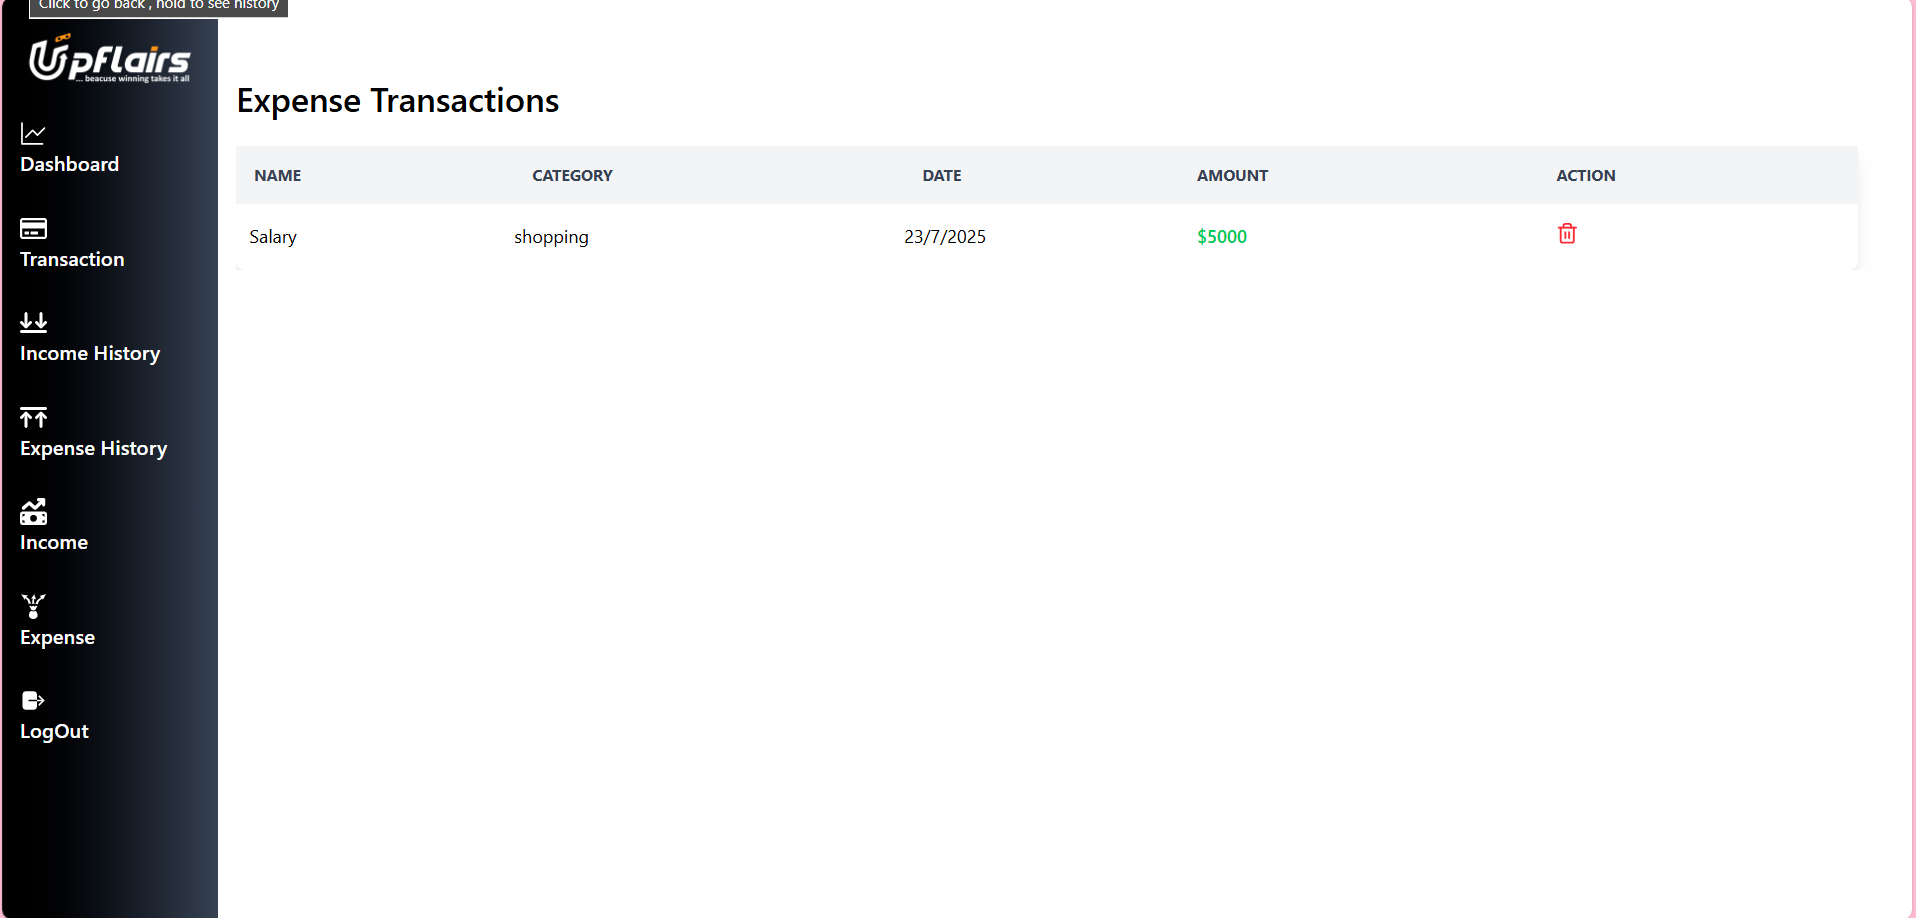 Click to go back, hold to see history
Upflairs
... beacuse winning takes it all
Dashboard
Transaction
Income History
Expense History
Income
Expense
LogOut
Expense Transactions
NAME CATEGORY DATE AMOUNT ACTION
Salary shopping 23/7/2025 $5000